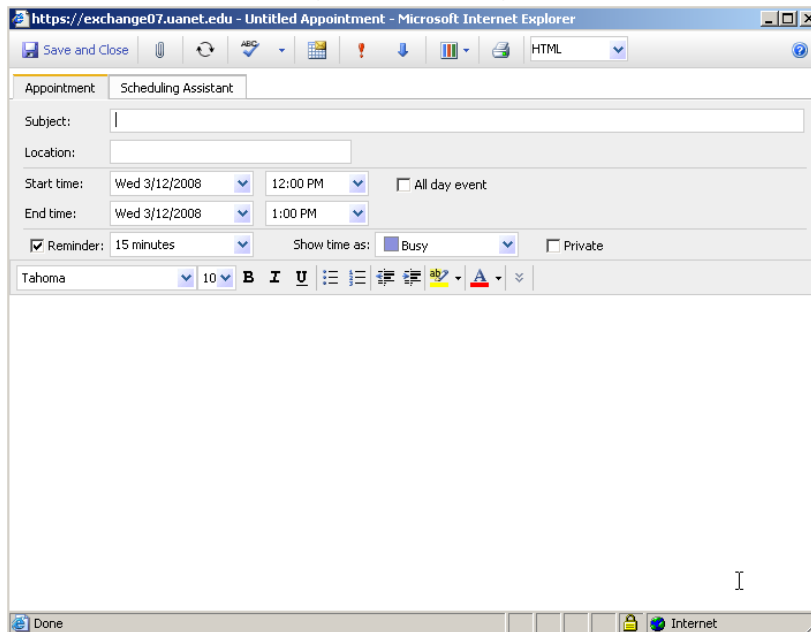 https://exchange07.uanet.edu - Untitled Appointment - Microsoft Internet Explorer
Save and Close ABC HTML
Appointment Scheduling Assistant
Subject:
Location:
Start time: Wed 3/12/2008 12:00 PM All day event
End time: Wed 3/12/2008 1:00 PM
Reminder: 15 minutes Show time as: Busy Private
Tahoma 10 B I U ab A
Done Internet